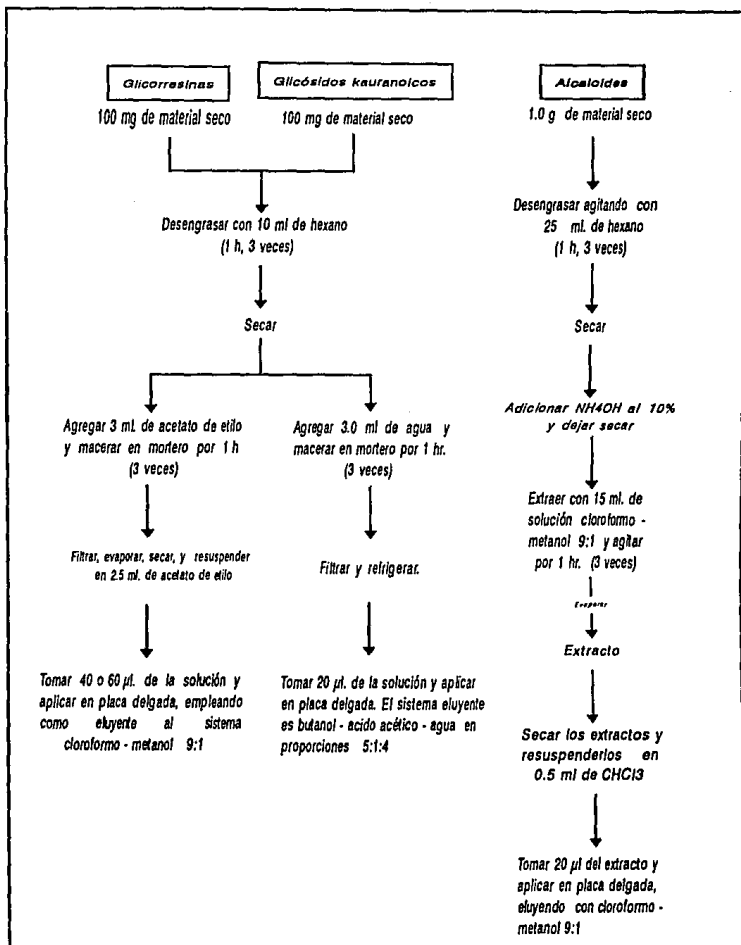 Glicorresinas
100 mg de material seco
Glicósidos kauranoicos
100 mg de material seco
Desengrasar con 10 ml de hexano
(1 h, 3 veces)
Secar
Agregar 3 ml. de acetato de etilo
y macerar en mortero por 1 h
(3 veces)
Filtrar, evaporar, secar, y resuspender
en 2.5 ml. de acetato de etilo
Tomar 40 o 60 µl. de la solución y
aplicar en placa delgada, empleando
como eluyente al sistema
cloroformo - metanol 9:1
Agregar 3.0 ml de agua y
macerar en mortero por 1 hr.
(3 veces)
Filtrar y refrigerar.
Tomar 20 µl. de la solución y aplicar
en placa delgada. El sistema eluyente
es butanol - acido acético - agua en
proporciones 5:1:4
Alcaloides
1.0 g de material seco
Desengrasar agitando con
25 ml. de hexano
(1 h, 3 veces)
Secar
Adicionar NH4OH al 10%
y dejar secar
Extraer con 15 ml. de
solución cloroformo -
metanol 9:1 y agitar
por 1 hr. (3 veces)
Evaporar
Extracto
Secar los extractos y
resuspenderlos en
0.5 ml de CHCl3
Tomar 20 µl del extracto y
aplicar en placa delgada,
eluyendo con cloroformo -
metanol 9:1